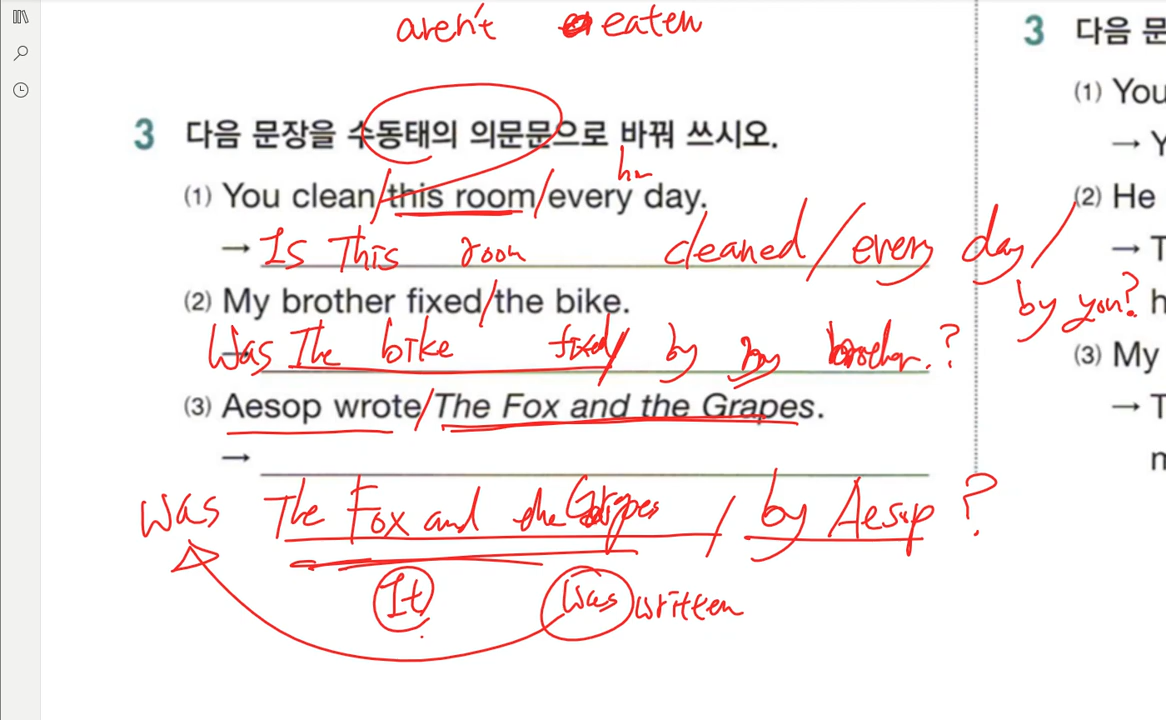 aren't eaten
3 다음 문장을 수동태의 의문문으로 바꿔 쓰시오.
(1) You clean/this room/every day.
→ Is This room cleaned/every day/
by you?
(2) My brother fixed/the bike.
Was The bike fixed/ by brother.?
(3) Aesop wrote/The Fox and the Grapes.
→
Was The Fox and the Grapes / by Aesop ?
It was written
3 다음 문
(1) You
→ Y
(2) He
→ T
h
(3) My
→ T
n